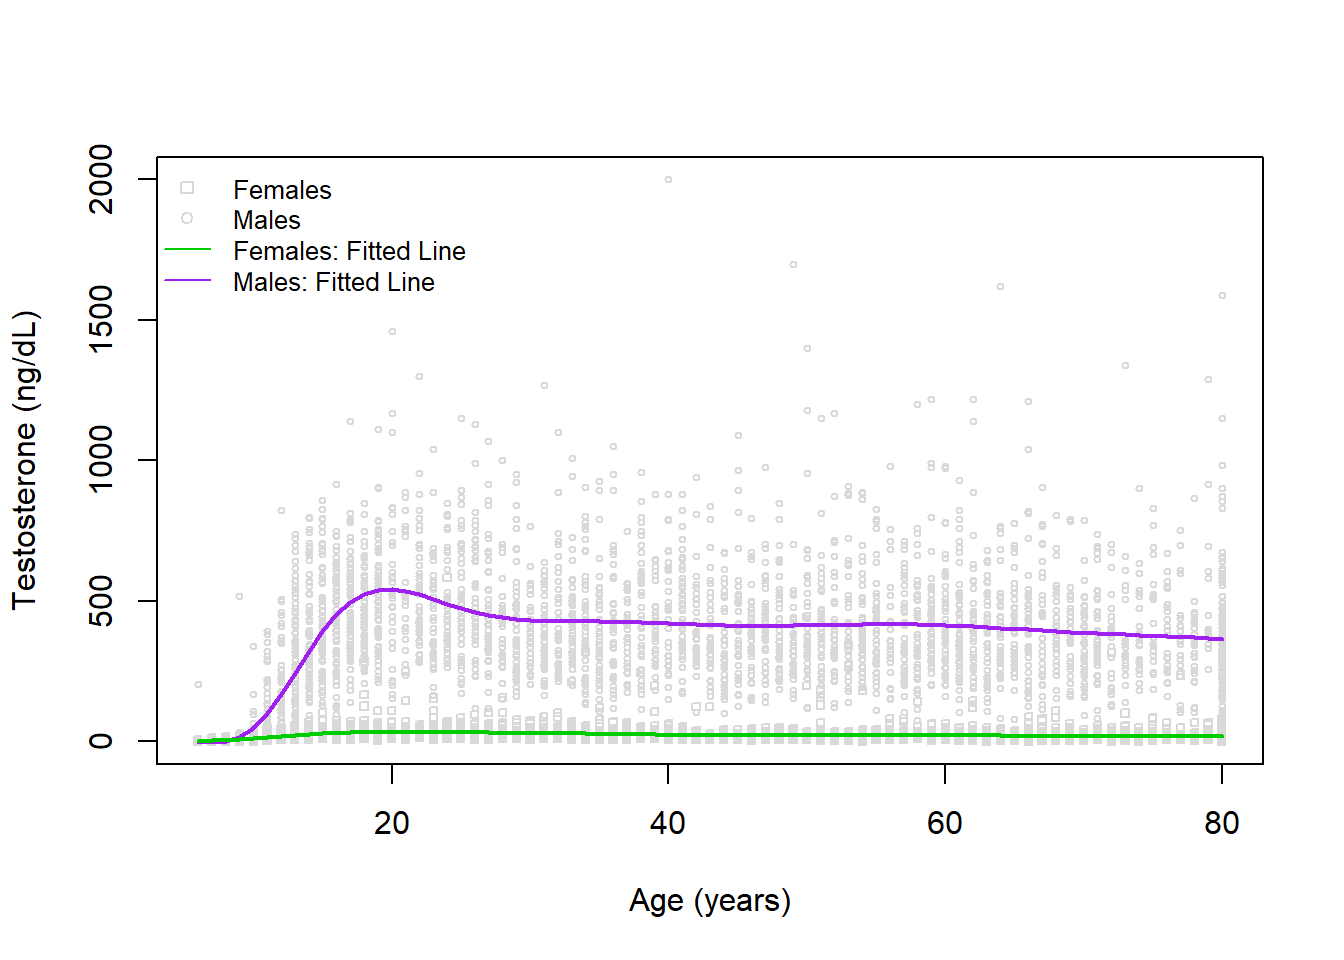 2000
1500
1000
500
0
Testosterone (ng/dL)
Females
Males
Females: Fitted Line
Males: Fitted Line
20 40 60 80
Age (years)